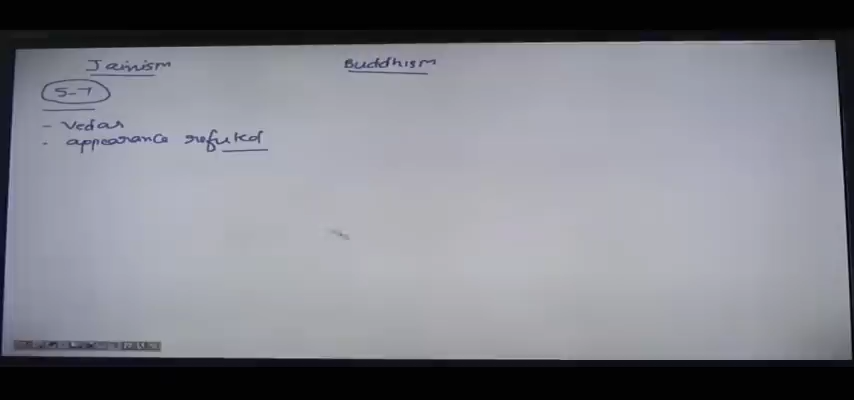 Jainism Buddhism
5-7
- Vedas
- appearance refuted